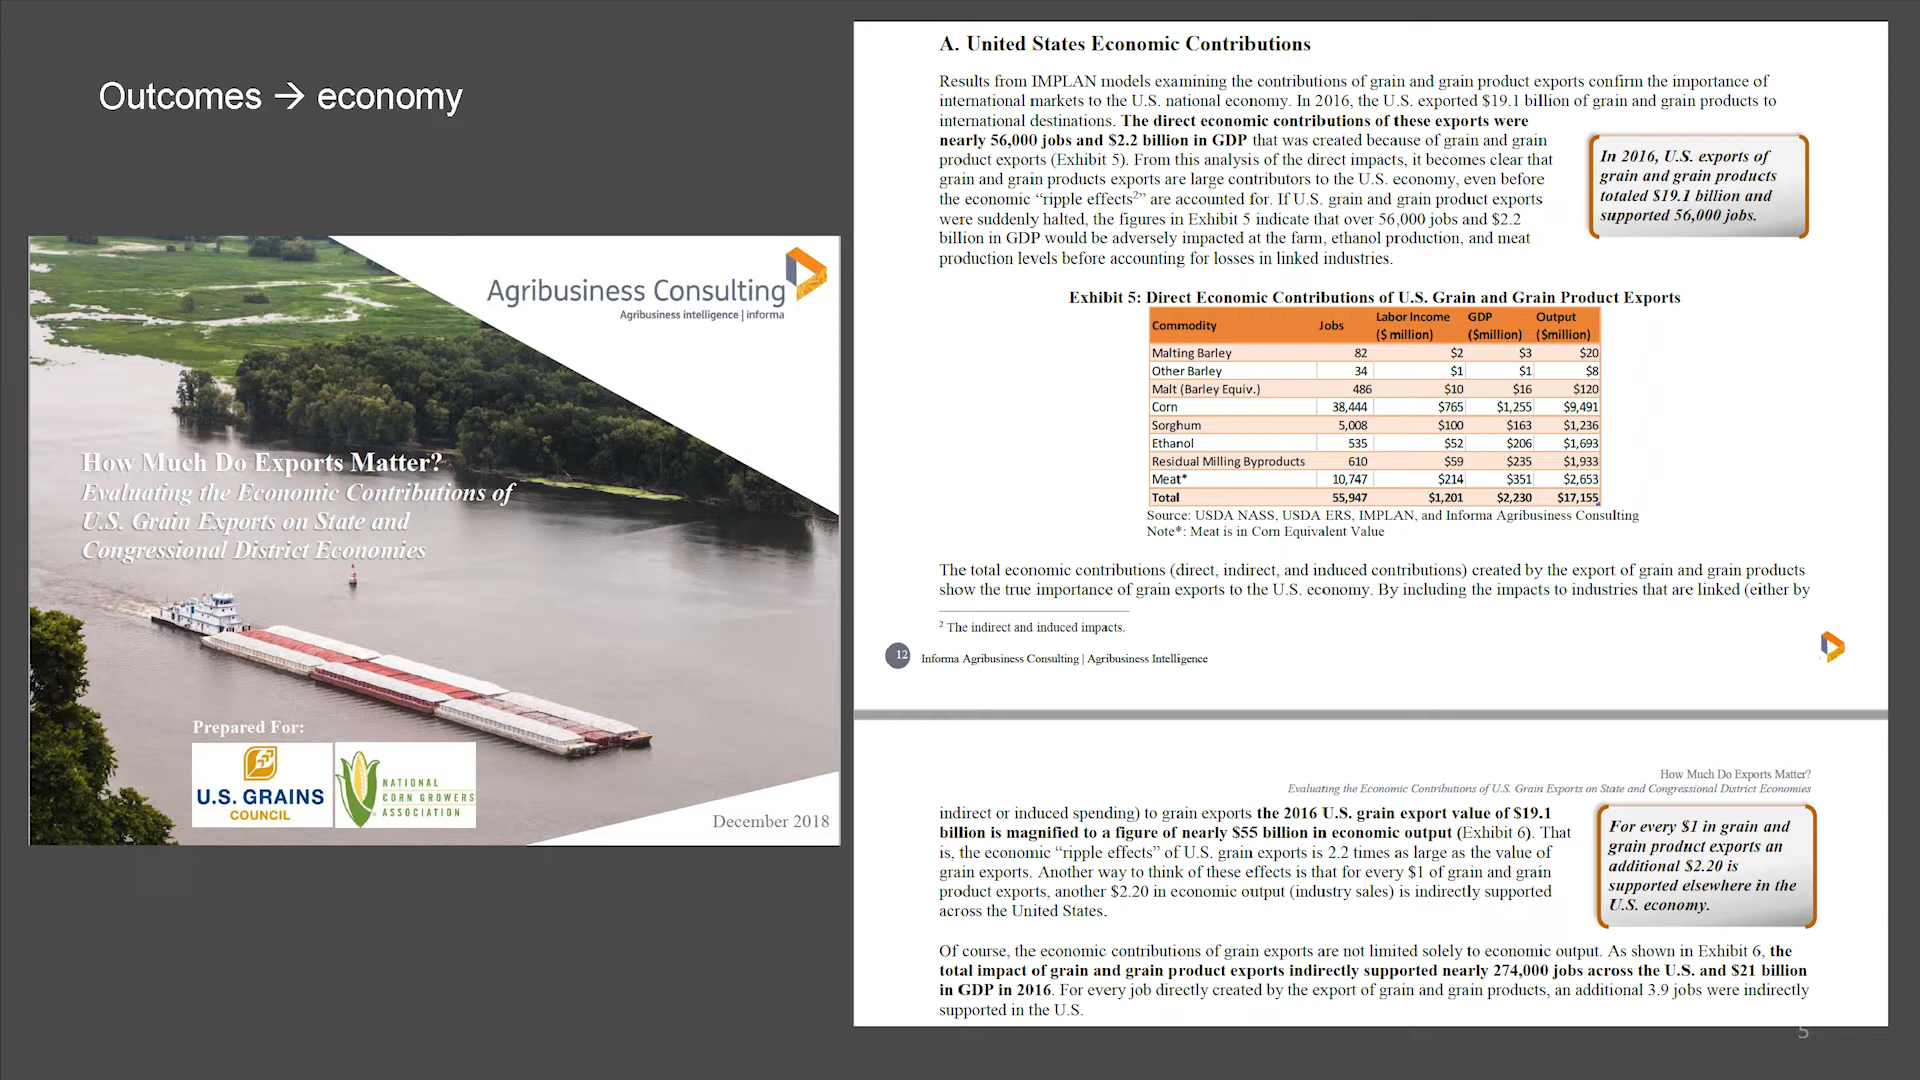 Outcomes → economy
Agribusiness Consulting
Agribusiness intelligence | informa
How Much Do Exports Matter?
Evaluating the Economic Contributions of
U.S. Grain Exports on State and
Congressional District Economies
Prepared For:
U.S. GRAINS
COUNCIL
NATIONAL
CORN GROWERS
ASSOCIATION
December 2018
A. United States Economic Contributions
Results from IMPLAN models examining the contributions of grain and grain product exports confirm the importance of
international markets to the U.S. national economy. In 2016, the U.S. exported $19.1 billion of grain and grain products to
international destinations. The direct economic contributions of these exports were
nearly 56,000 jobs and $2.2 billion in GDP that was created because of grain and grain
product exports (Exhibit 5). From this analysis of the direct impacts, it becomes clear that
grain and grain products exports are large contributors to the U.S. economy, even before
the economic “ripple effects2” are accounted for. If U.S. grain and grain product exports
were suddenly halted, the figures in Exhibit 5 indicate that over 56,000 jobs and $2.2
billion in GDP would be adversely impacted at the farm, ethanol production, and meat
production levels before accounting for losses in linked industries.
In 2016, U.S. exports of
grain and grain products
totaled $19.1 billion and
supported 56,000 jobs.
Exhibit 5: Direct Economic Contributions of U.S. Grain and Grain Product Exports
Commodity Jobs Labor Income ($ million) GDP ($million) Output ($million)
Malting Barley 82 $2 $3 $20
Other Barley 34 $1 $1 $8
Malt (Barley Equiv.) 486 $10 $16 $120
Corn 38,444 $765 $1,255 $9,491
Sorghum 5,008 $100 $163 $1,236
Ethanol 535 $52 $206 $1,693
Residual Milling Byproducts 610 $59 $235 $1,933
Meat* 10,747 $214 $351 $2,653
Total 55,947 $1,201 $2,230 $17,155
Source: USDA NASS, USDA ERS, IMPLAN, and Informa Agribusiness Consulting
Note*: Meat is in Corn Equivalent Value
The total economic contributions (direct, indirect, and induced contributions) created by the export of grain and grain products
show the true importance of grain exports to the U.S. economy. By including the impacts to industries that are linked (either by
2 The indirect and induced impacts.
12 Informa Agribusiness Consulting | Agribusiness Intelligence
How Much Do Exports Matter?
Evaluating the Economic Contributions of U.S. Grain Exports on State and Congressional District Economies
indirect or induced spending) to grain exports the 2016 U.S. grain export value of $19.1
billion is magnified to a figure of nearly $55 billion in economic output (Exhibit 6). That
is, the economic “ripple effects” of U.S. grain exports is 2.2 times as large as the value of
grain exports. Another way to think of these effects is that for every $1 of grain and grain
product exports, another $2.20 in economic output (industry sales) is indirectly supported
across the United States.
For every $1 in grain and
grain product exports an
additional $2.20 is
supported elsewhere in the
U.S. economy.
Of course, the economic contributions of grain exports are not limited solely to economic output. As shown in Exhibit 6, the
total impact of grain and grain product exports indirectly supported nearly 274,000 jobs across the U.S. and $21 billion
in GDP in 2016. For every job directly created by the export of grain and grain products, an additional 3.9 jobs were indirectly
supported in the U.S.
5